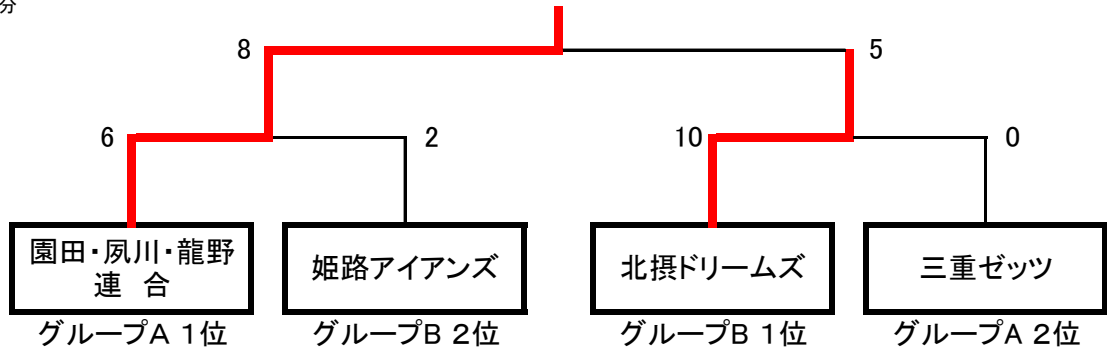 分
8
5
6
2
10
0
園田・夙川・龍野
連 合
姫路アイアンズ
北摂ドリームズ
三重ゼッツ
グループA 1位
グループB 2位
グループB 1位
グループA 2位